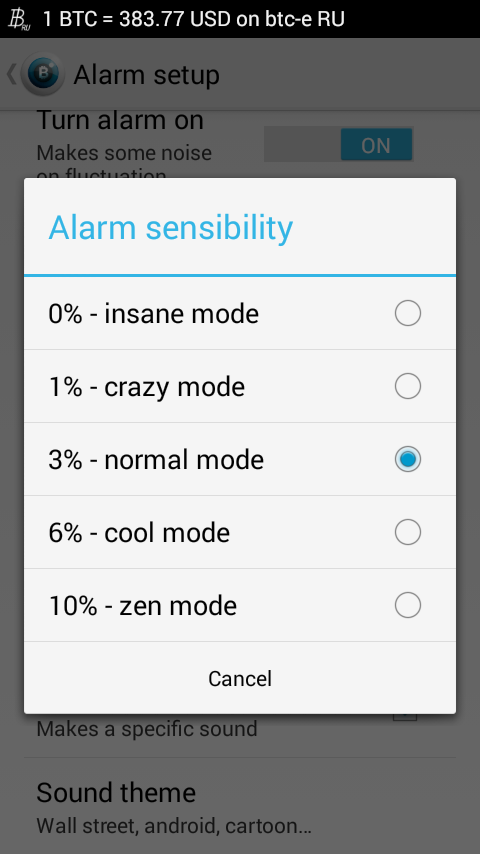 1 BTC = 383.77 USD on btc-e RU
Alarm setup
Turn alarm on
Makes some noise
on fluctuation
ON
Alarm sensibility
0% - insane mode
1% - crazy mode
3% - normal mode
6% - cool mode
10% - zen mode
Cancel
Makes a specific sound
Sound theme
Wall street, android, cartoon...